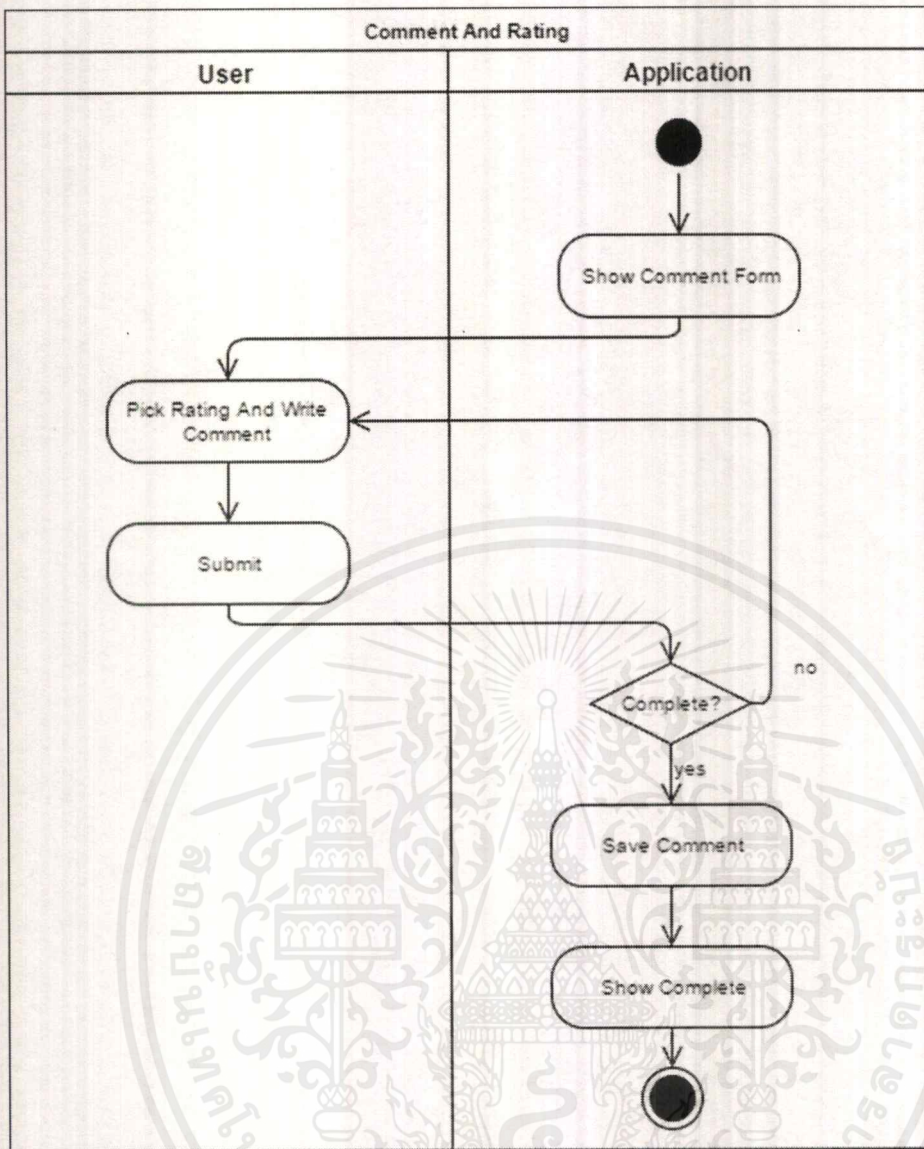 Comment And Rating
User
Application
Show Comment Form
Pick Rating And Write
Comment
Submit
no
Complete?
yes
Save Comment
Show Complete